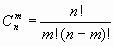 C_n^m = n! / m!(n − m)!